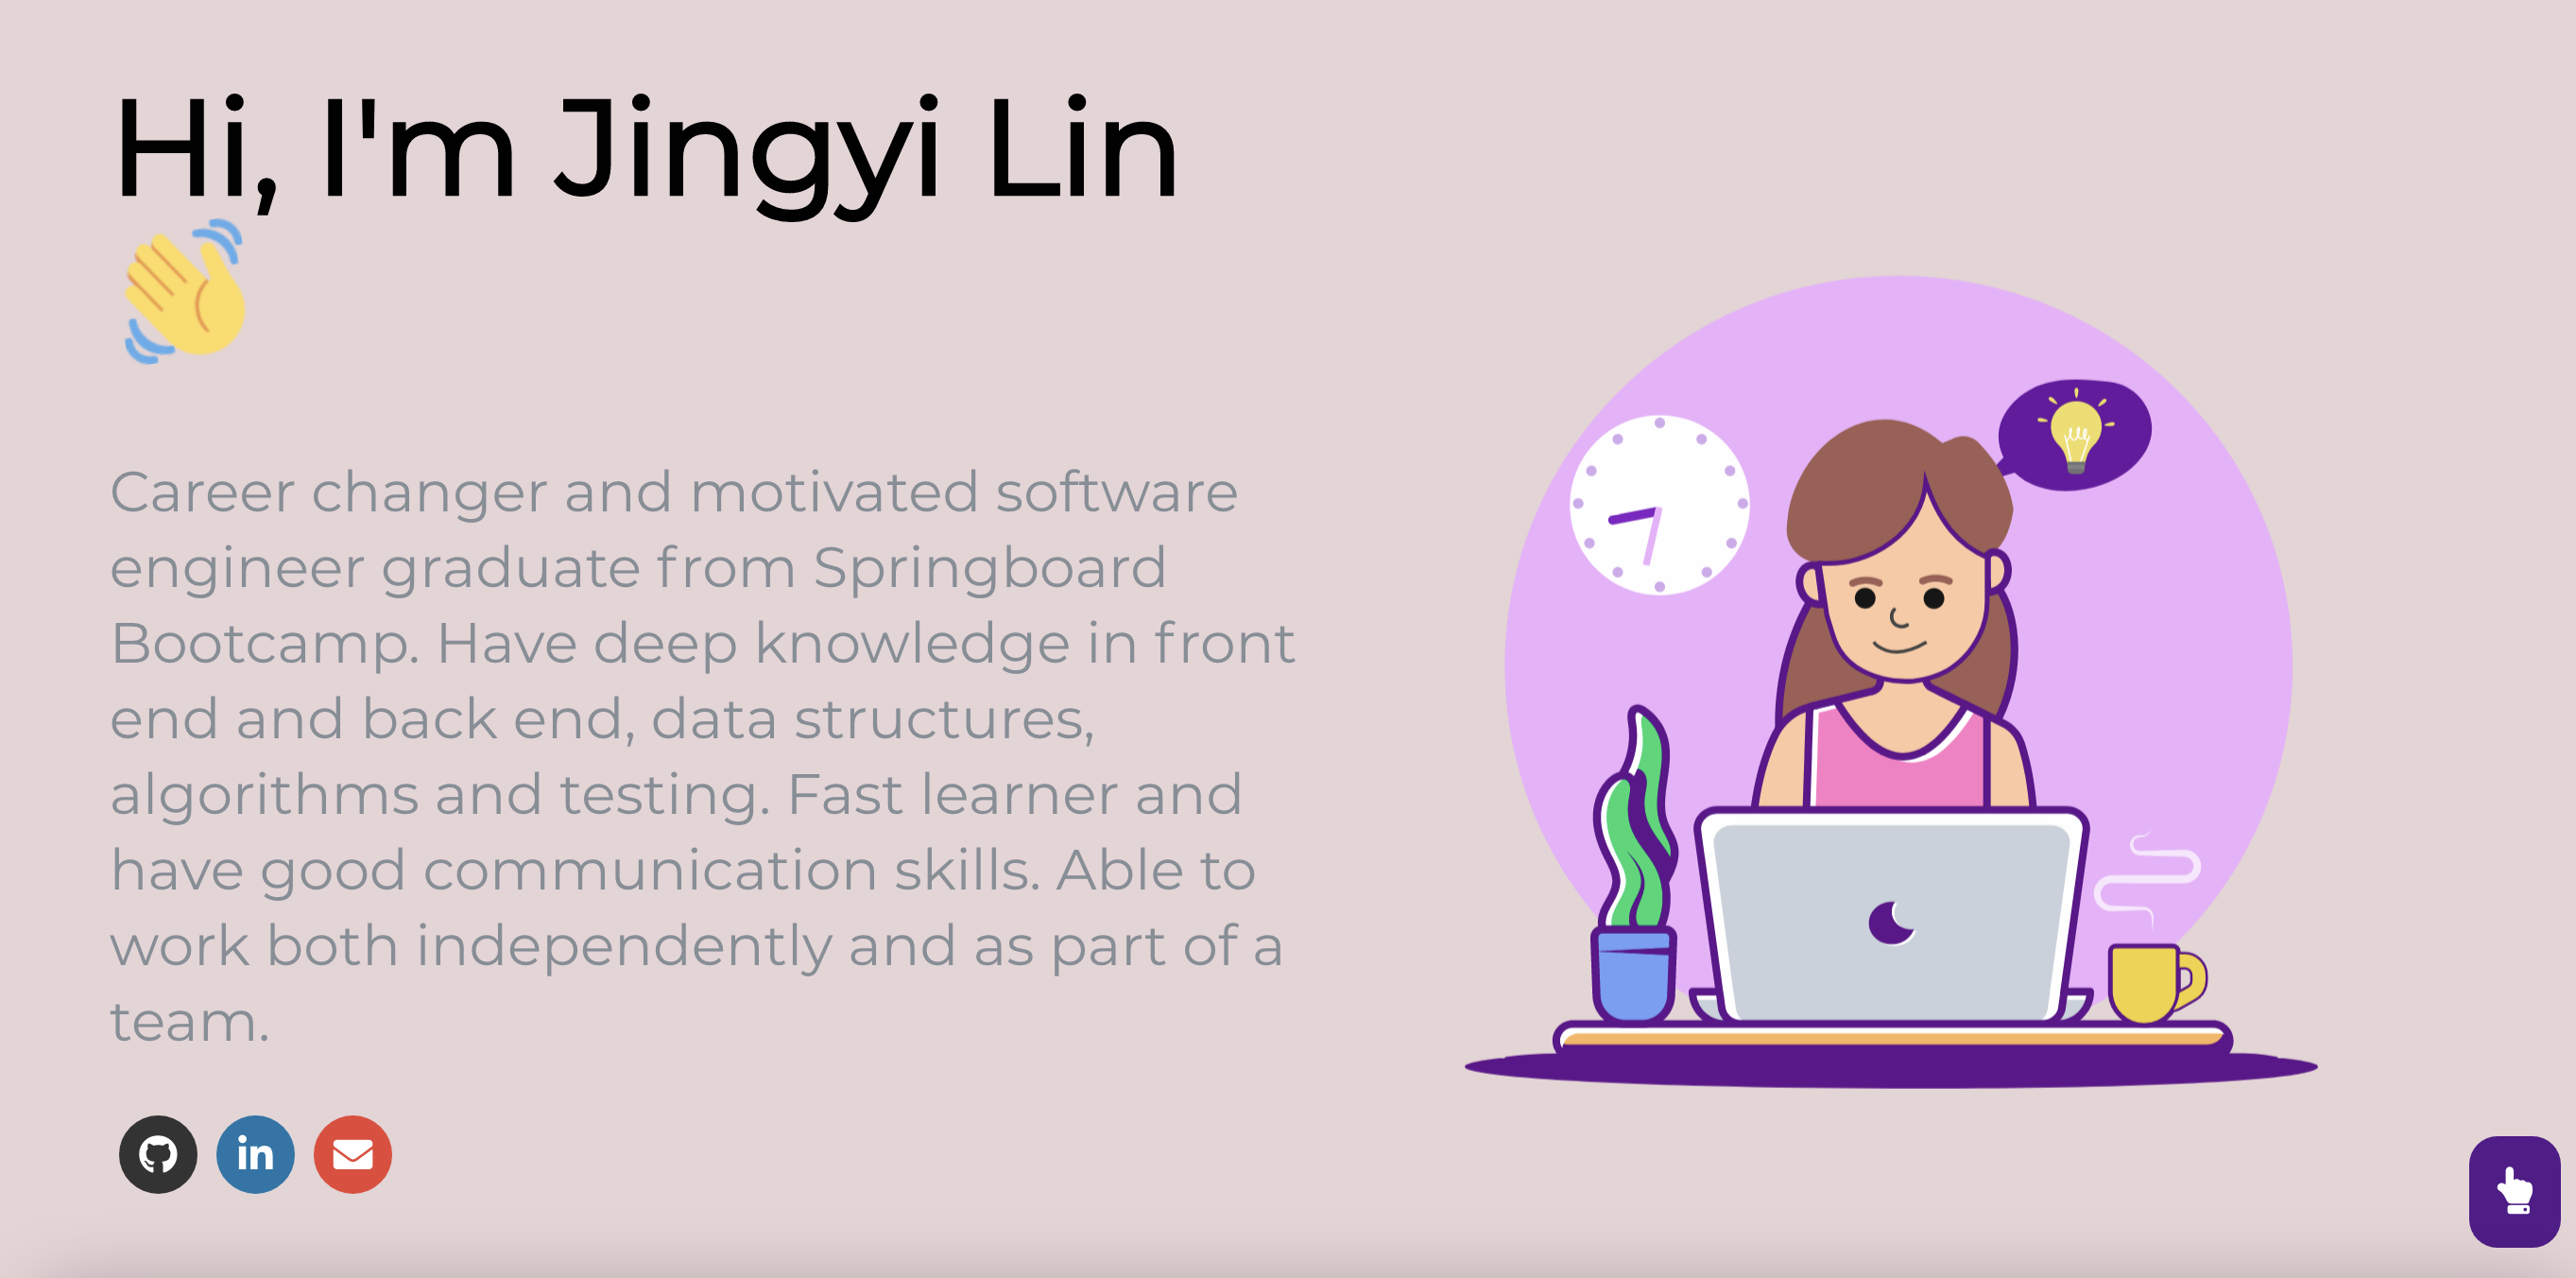 Hi, I'm Jingyi Lin
👋
Career changer and motivated software
engineer graduate from Springboard
Bootcamp. Have deep knowledge in front
end and back end, data structures,
algorithms and testing. Fast learner and
have good communication skills. Able to
work both independently and as part of a
team.
in